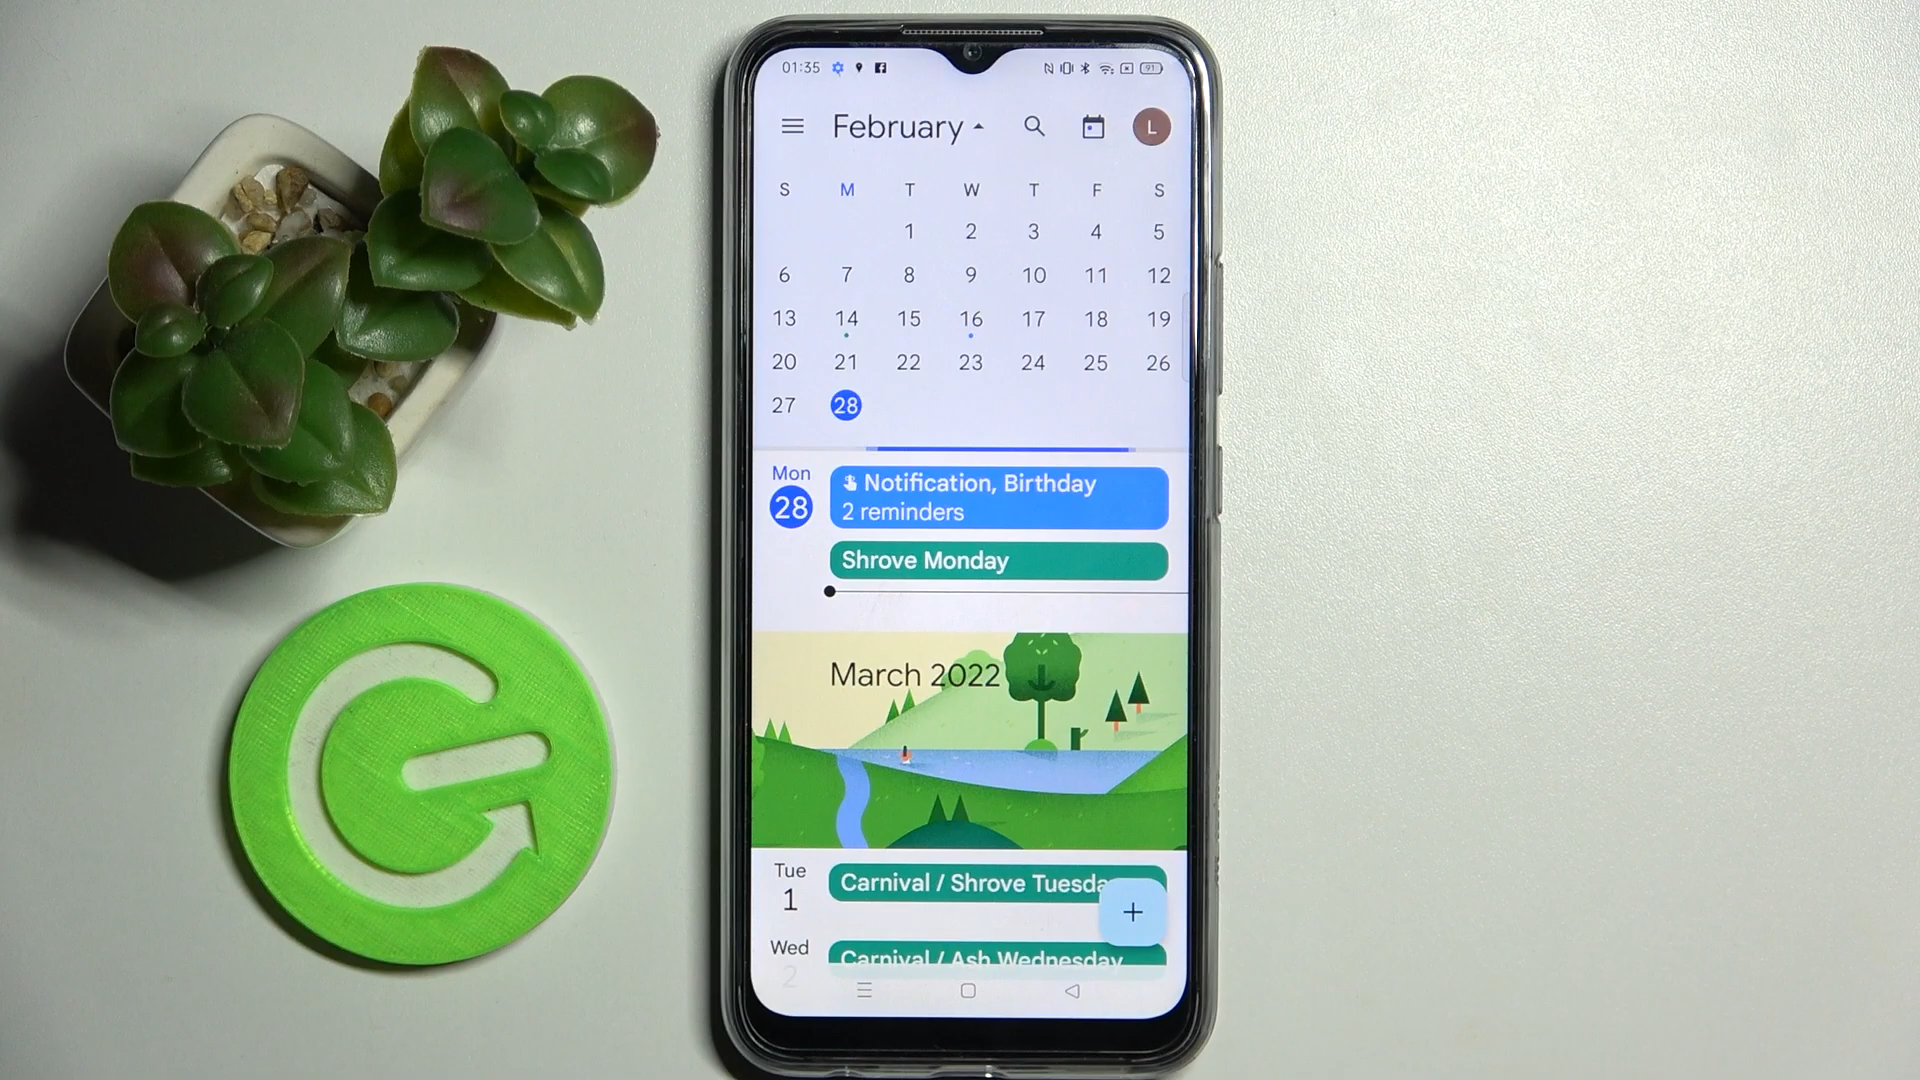 01:35
91
February
L
S M T W T F S
1 2 3 4 5
6 7 8 9 10 11 12
13 14 15 16 17 18 19
20 21 22 23 24 25 26
27 28
Mon
28
Notification, Birthday
2 reminders
Shrove Monday
March 2022
Tue
1
Carnival / Shrove Tuesda
+
Wed
2
Carnival / Ash Wednesday